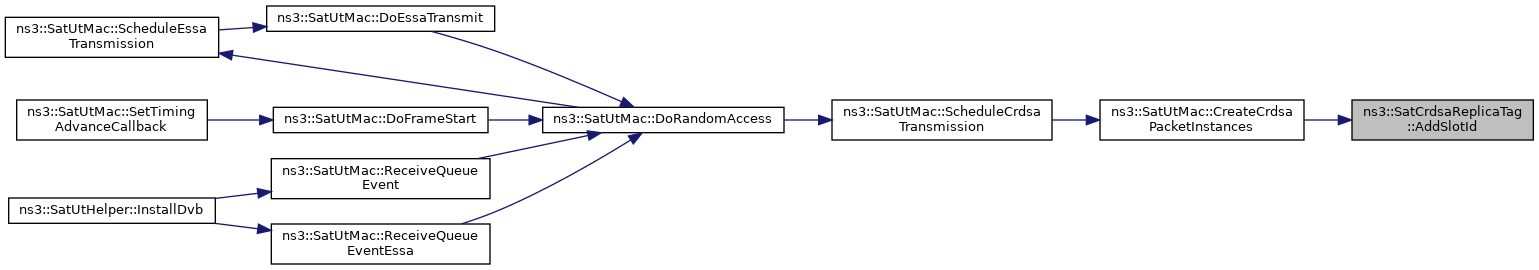 ns3::SatUtMac::DoEssaTransmit
ns3::SatUtMac::ScheduleEssa
Transmission
ns3::SatUtMac::SetTiming
AdvanceCallback
ns3::SatUtMac::DoFrameStart
ns3::SatUtMac::DoRandomAccess
ns3::SatUtMac::ScheduleCrdsa
Transmission
ns3::SatUtMac::CreateCrdsa
PacketInstances
ns3::SatCrdsaReplicaTag
::AddSlotId
ns3::SatUtMac::ReceiveQueue
Event
ns3::SatUtHelper::InstallDvb
ns3::SatUtMac::ReceiveQueue
EventEssa